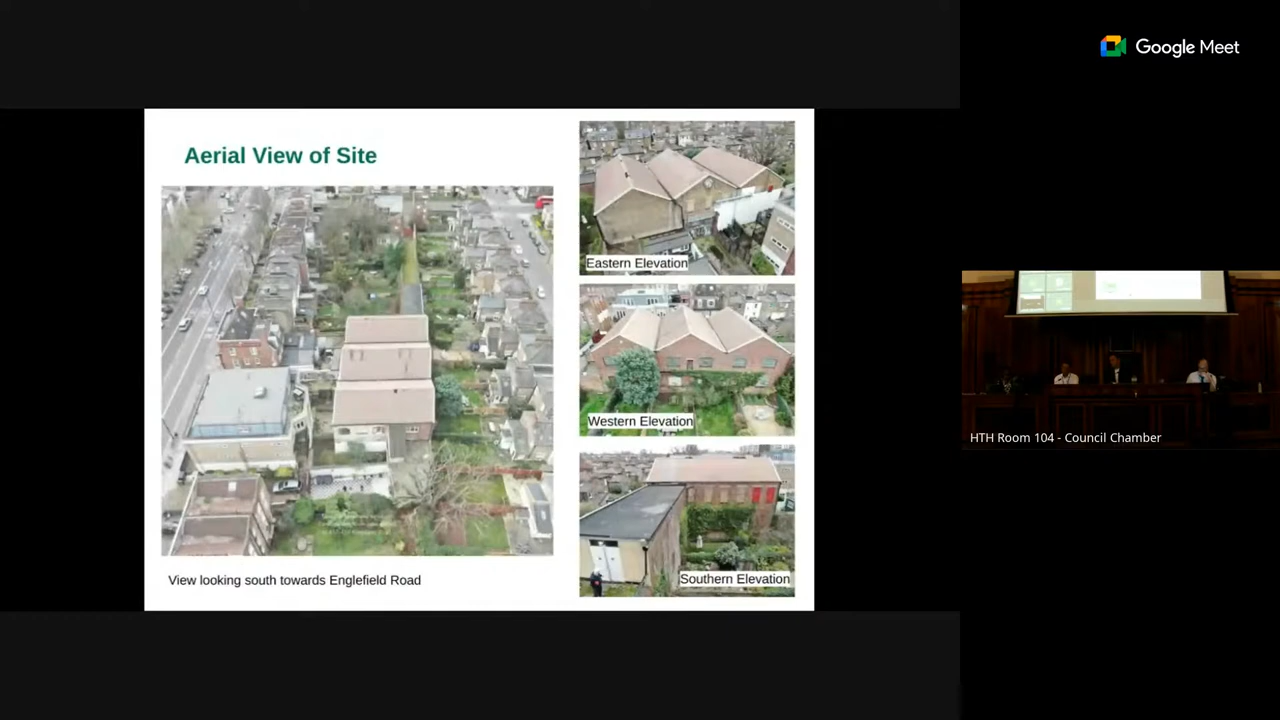 Aerial View of Site
View looking south towards Englefield Road
Eastern Elevation
Western Elevation
Southern Elevation
Google Meet
HTH Room 104 - Council Chamber